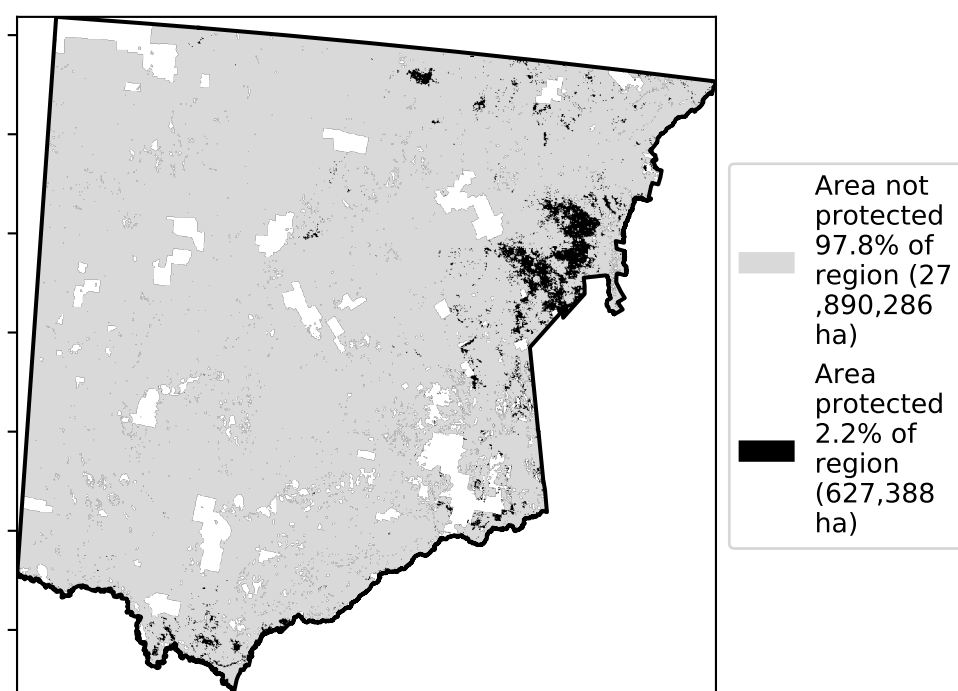 Area not
protected
97.8% of
region (27
,890,286
ha)
Area
protected
2.2% of
region
(627,388
ha)